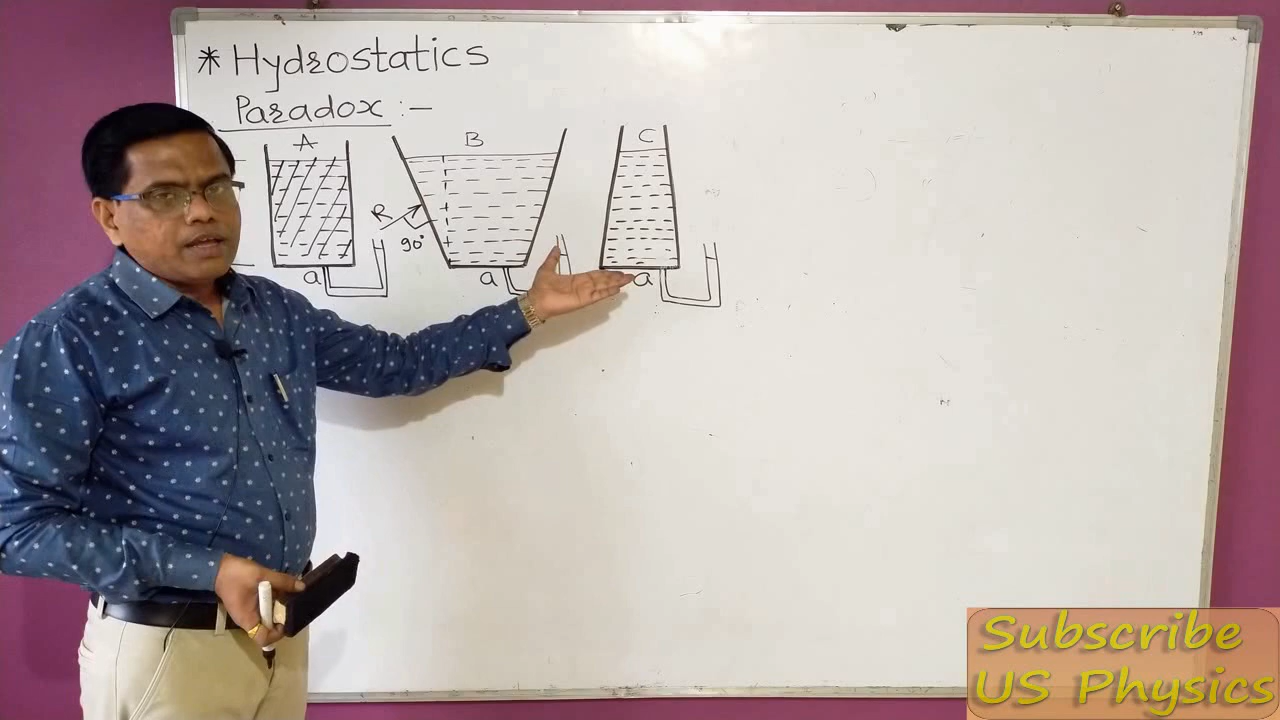 * Hydrostatics
Paradox :-
A B C
R
90°
a a a
Subscribe
US Physics